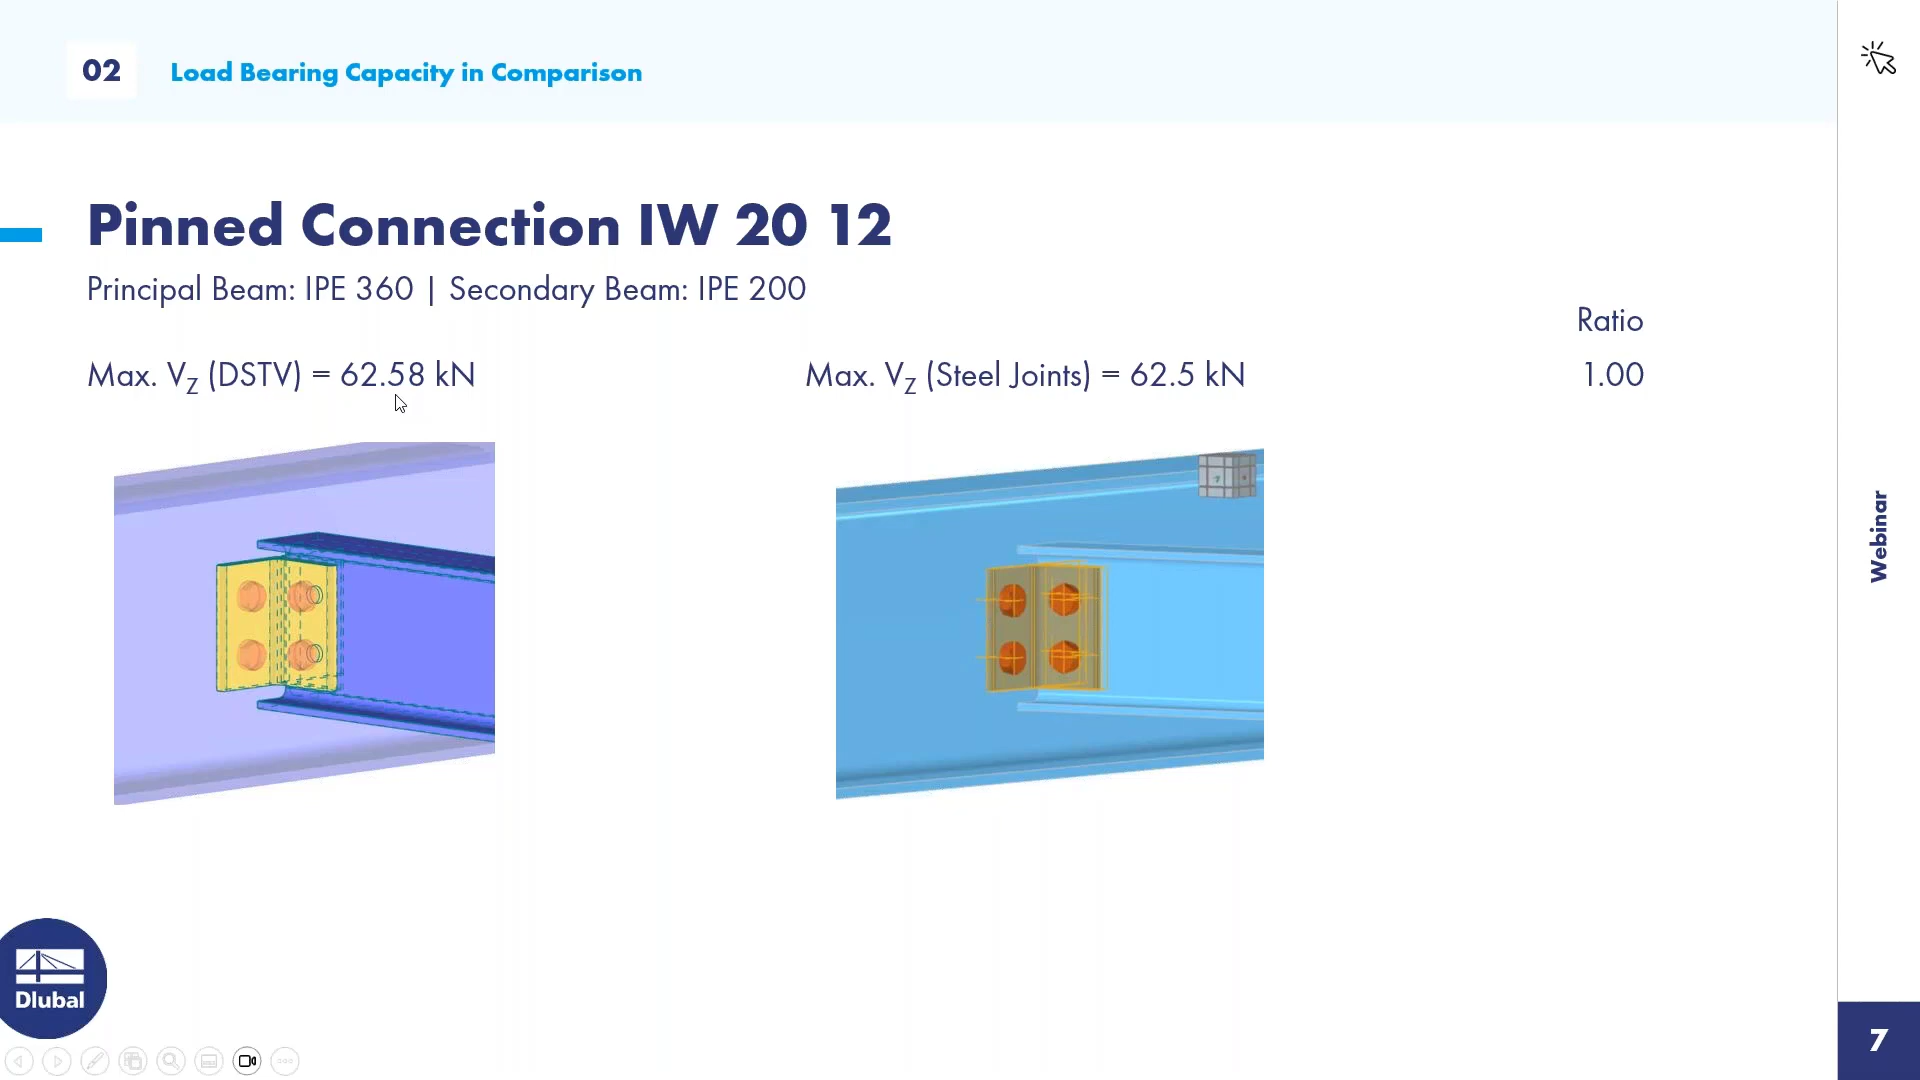 02
Load Bearing Capacity in Comparison
Pinned Connection IW 20 12
Principal Beam: IPE 360 | Secondary Beam: IPE 200
Ratio
Max. VZ (DSTV) = 62.58 kN
Max. VZ (Steel Joints) = 62.5 kN
1.00
Webinar
Dlubal
7